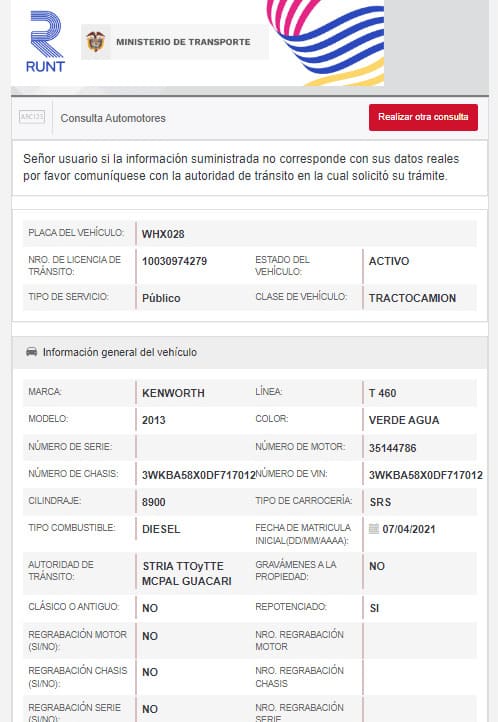 RUNT
MINISTERIO DE TRANSPORTE
ABC123
Consulta Automotores
Realizar otra consulta
Señor usuario si la información suministrada no corresponde con sus datos reales
por favor comuníquese con la autoridad de tránsito en la cual solicitó su trámite.
PLACA DEL VEHÍCULO: WHX028
NRO. DE LICENCIA DE TRÁNSITO: 10030974279 ESTADO DEL VEHÍCULO: ACTIVO
TIPO DE SERVICIO: Público CLASE DE VEHÍCULO: TRACTOCAMION
Información general del vehículo
MARCA: KENWORTH LÍNEA: T 460
MODELO: 2013 COLOR: VERDE AGUA
NÚMERO DE SERIE: NÚMERO DE MOTOR: 35144786
NÚMERO DE CHASIS: 3WKBA58X0DF717012 NÚMERO DE VIN: 3WKBA58X0DF717012
CILINDRAJE: 8900 TIPO DE CARROCERÍA: SRS
TIPO COMBUSTIBLE: DIESEL FECHA DE MATRICULA INICIAL(DD/MM/AAAA): 07/04/2021
AUTORIDAD DE TRÁNSITO: STRIA TTOyTTE MCPAL GUACARI GRAVÁMENES A LA PROPIEDAD: NO
CLÁSICO O ANTIGUO: NO REPOTENCIADO: SI
REGRABACIÓN MOTOR (SI/NO): NO NRO. REGRABACIÓN MOTOR
REGRABACIÓN CHASIS (SI/NO): NO NRO. REGRABACIÓN CHASIS
REGRABACIÓN SERIE (SI/NO): NO NRO. REGRABACIÓN SERIE